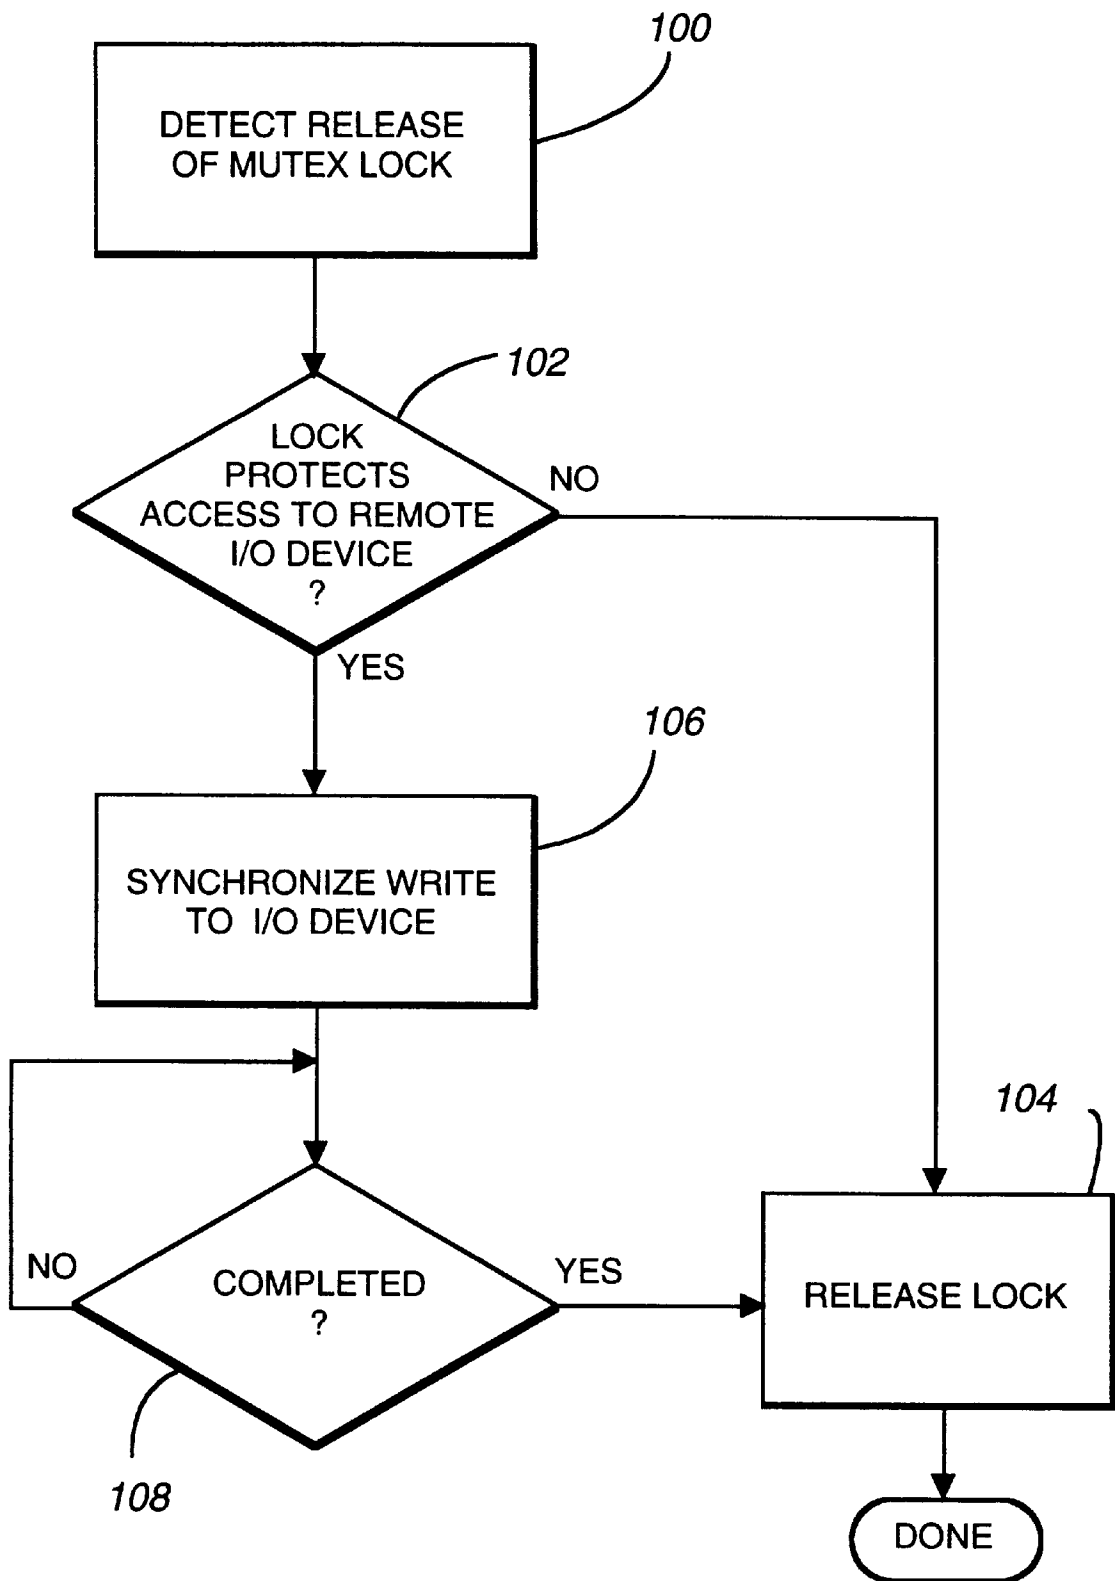 100
DETECT RELEASE
OF MUTEX LOCK
102
LOCK
PROTECTS
ACCESS TO REMOTE
I/O DEVICE
?
NO
YES
106
SYNCHRONIZE WRITE
TO I/O DEVICE
104
NO
COMPLETED
?
YES
RELEASE LOCK
108
DONE